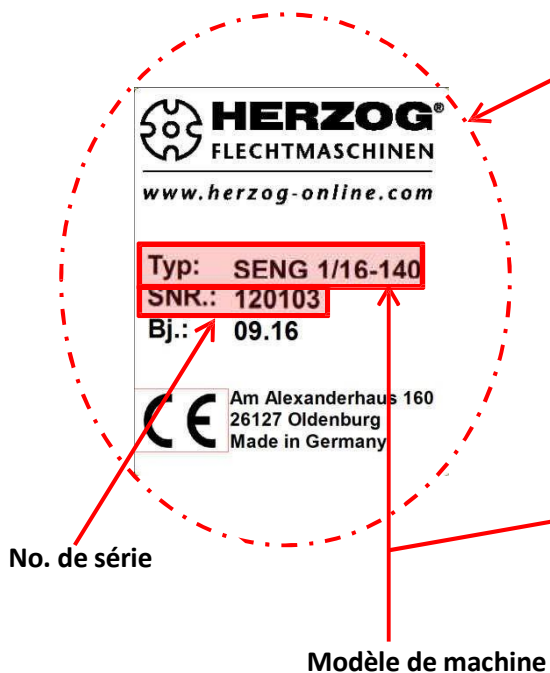 HERZOG®
FLECHTMASCHINEN
www.herzog-online.com
Typ: SENG 1/16-140
SNR.: 120103
Bj.: 09.16
CE
Am Alexanderhaus 160
26127 Oldenburg
Made in Germany
No. de série
Modèle de machine